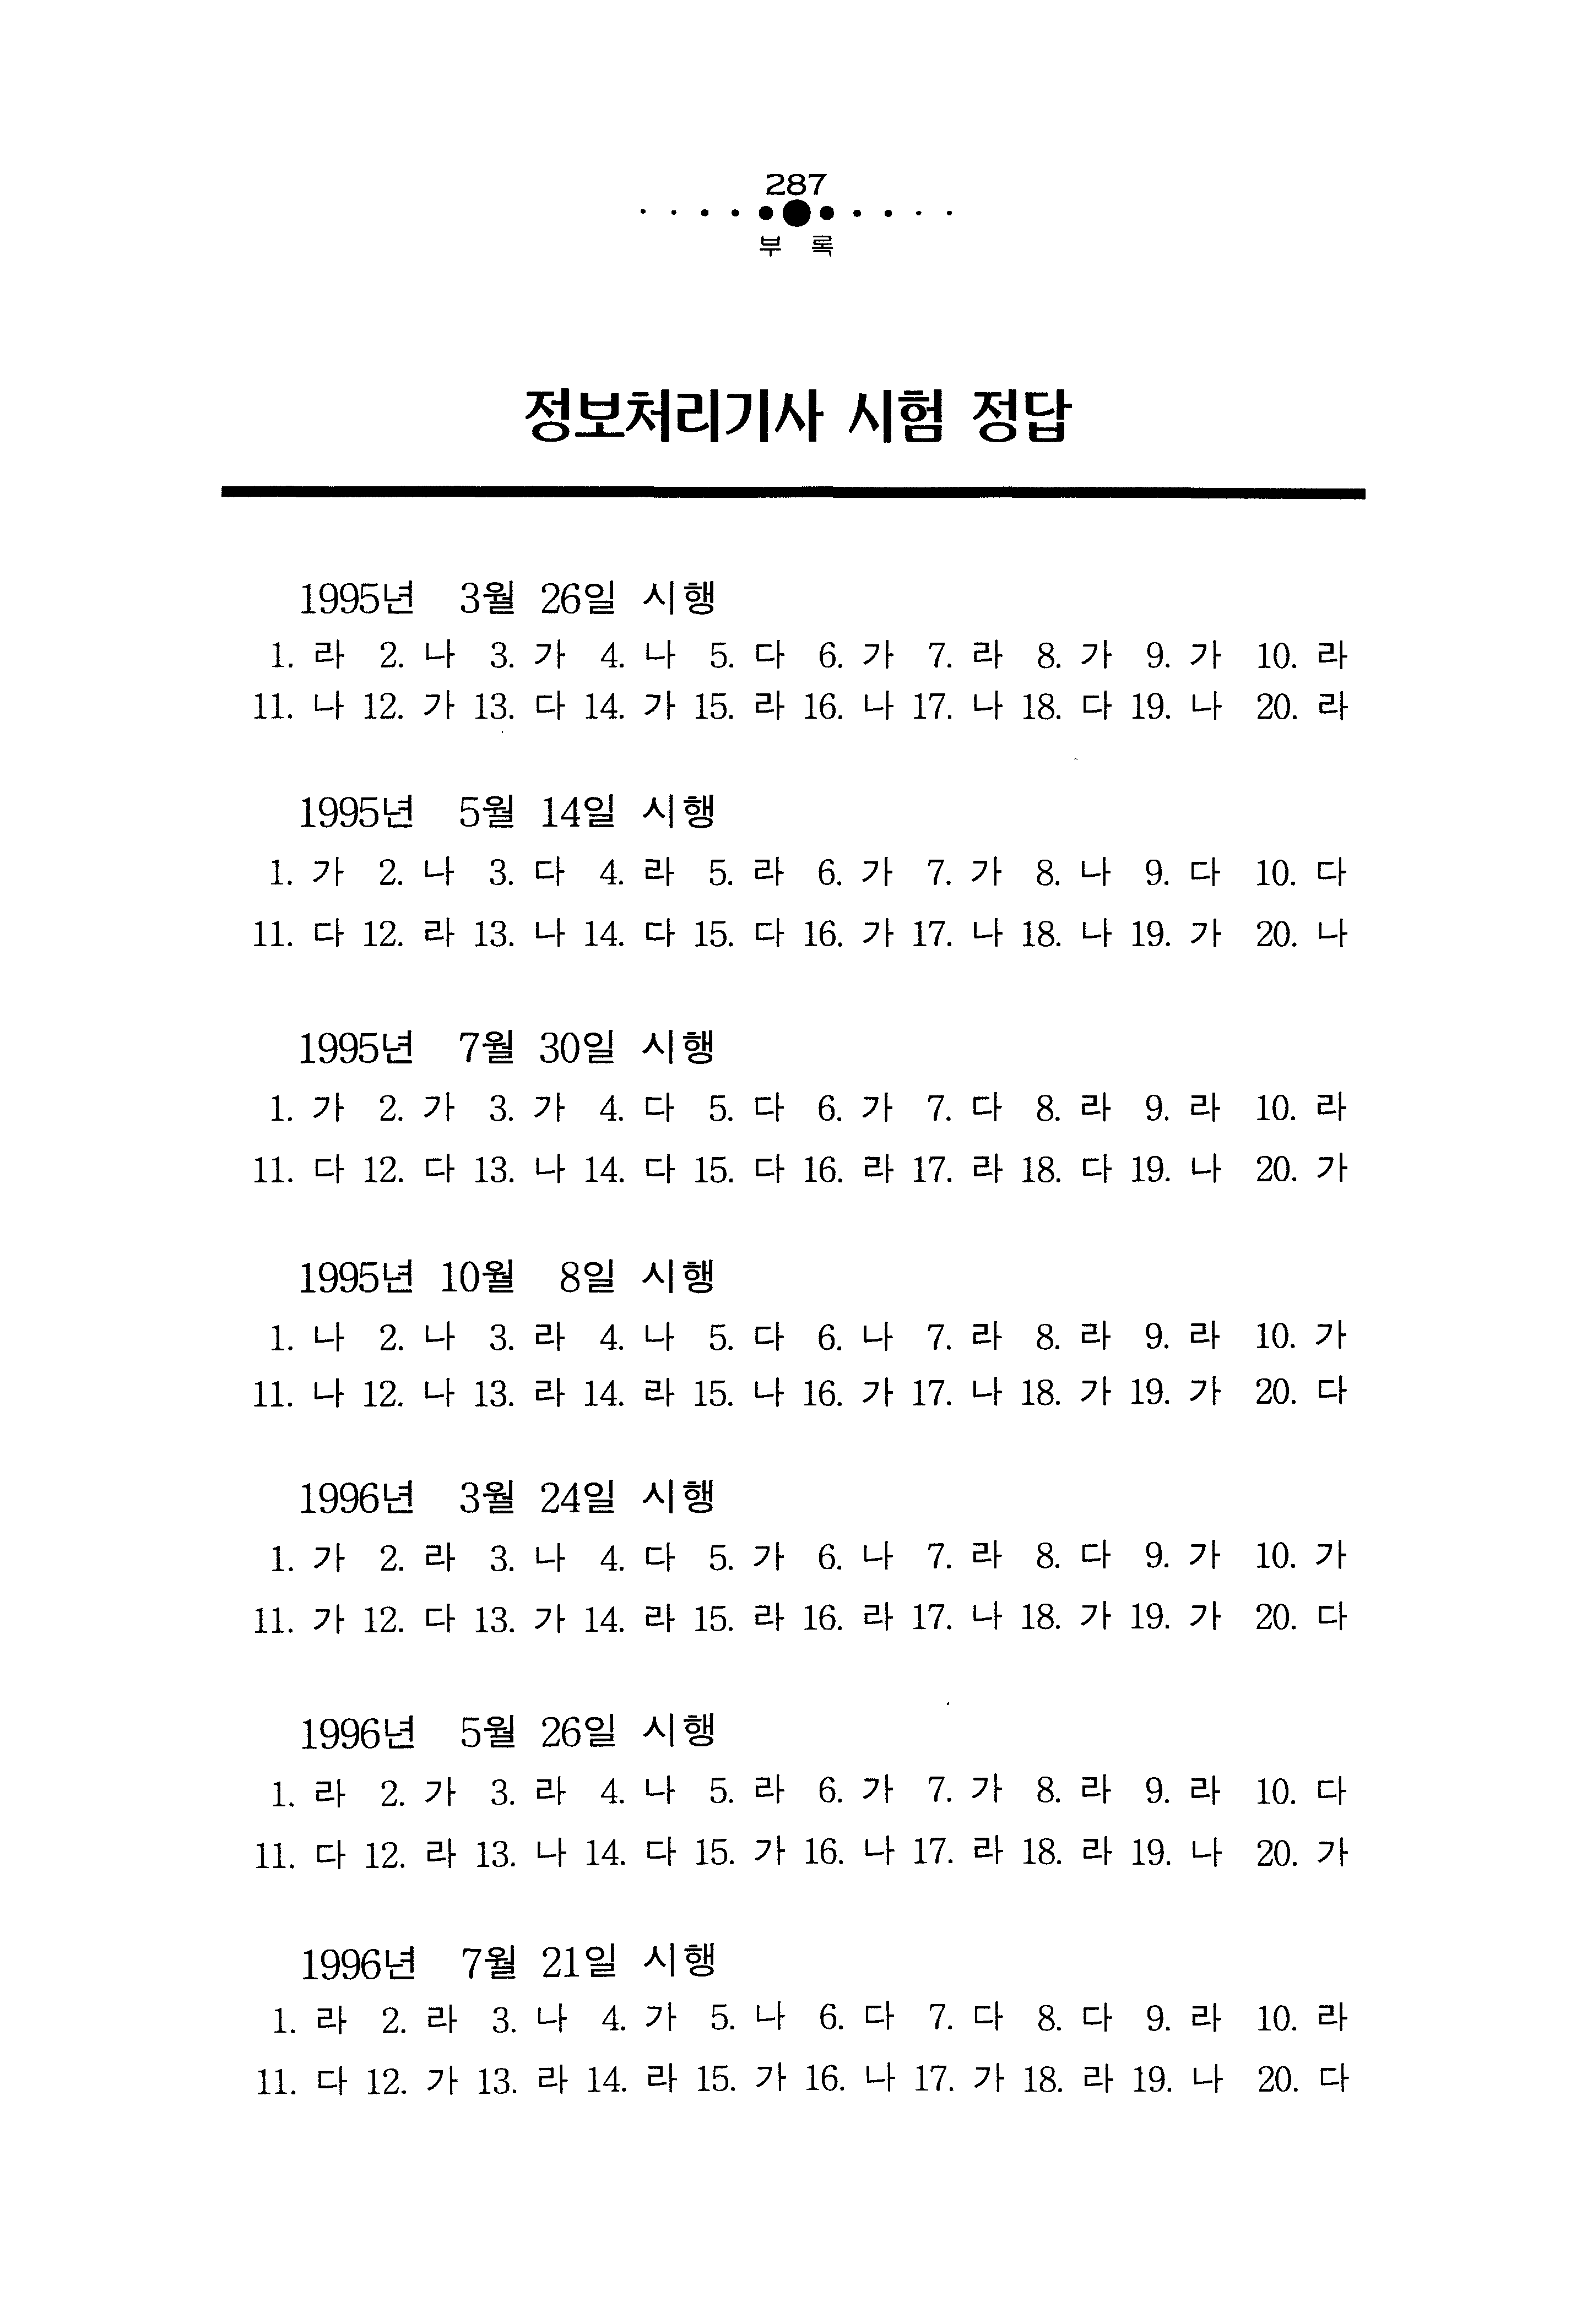 287
부 록
정보처리기사 시험 정답
1995년 3월 26일 시행
1. 라 2. 나 3. 가 4. 나 5. 다 6. 가 7. 라 8. 가 9. 가 10. 라
11. 나 12. 가 13. 다 14. 가 15. 라 16. 나 17. 나 18. 다 19. 나 20. 라
1995년 5월 14일 시행
1. 가 2. 나 3. 다 4. 라 5. 라 6. 가 7. 가 8. 나 9. 다 10. 다
11. 다 12. 라 13. 나 14. 다 15. 다 16. 가 17. 나 18. 나 19. 가 20. 나
1995년 7월 30일 시행
1. 가 2. 가 3. 가 4. 다 5. 다 6. 가 7. 다 8. 라 9. 라 10. 라
11. 다 12. 다 13. 나 14. 다 15. 다 16. 라 17. 라 18. 다 19. 나 20. 가
1995년 10월 8일 시행
1. 나 2. 나 3. 라 4. 나 5. 다 6. 나 7. 라 8. 라 9. 라 10. 가
11. 나 12. 나 13. 라 14. 라 15. 나 16. 가 17. 나 18. 가 19. 가 20. 다
1996년 3월 24일 시행
1. 가 2. 라 3. 나 4. 다 5. 가 6. 나 7. 라 8. 다 9. 가 10. 가
11. 가 12. 다 13. 가 14. 라 15. 라 16. 라 17. 나 18. 가 19. 가 20. 다
1996년 5월 26일 시행
1. 라 2. 가 3. 라 4. 나 5. 라 6. 가 7. 가 8. 라 9. 라 10. 다
11. 다 12. 라 13. 나 14. 다 15. 가 16. 나 17. 라 18. 라 19. 나 20. 가
1996년 7월 21일 시행
1. 라 2. 라 3. 나 4. 가 5. 나 6. 다 7. 다 8. 다 9. 라 10. 라
11. 다 12. 가 13. 라 14. 라 15. 가 16. 나 17. 가 18. 라 19. 나 20. 다